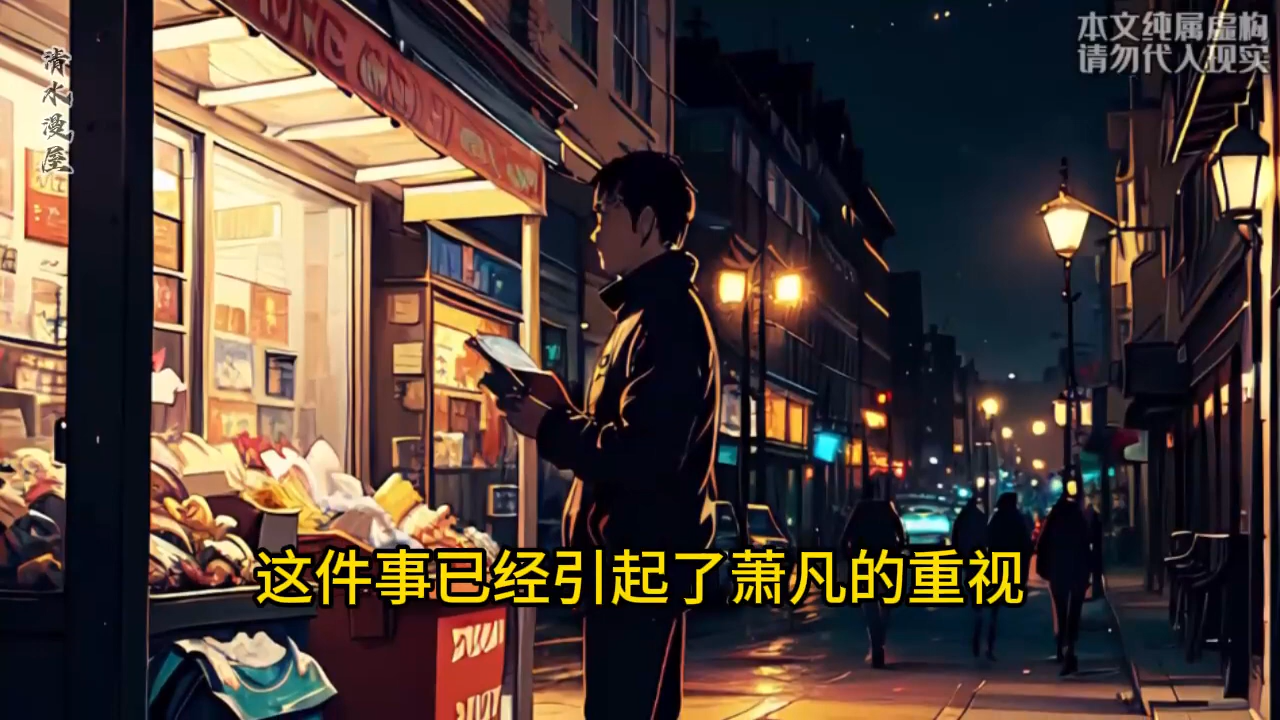 清水漫屋
本文纯属虚构
请勿代入现实
这件事已经引起了萧凡的重视